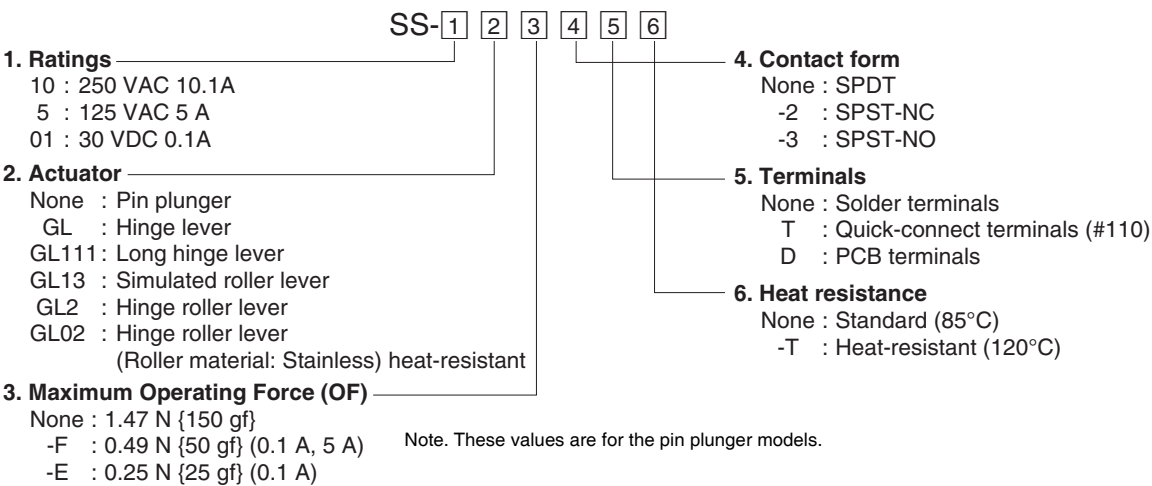 SS-1 2 3 4 5 6
1. Ratings
10 : 250 VAC 10.1A
5 : 125 VAC 5 A
01 : 30 VDC 0.1A
2. Actuator
None : Pin plunger
GL : Hinge lever
GL111 : Long hinge lever
GL13 : Simulated roller lever
GL2 : Hinge roller lever
GL02 : Hinge roller lever
(Roller material: Stainless) heat-resistant
3. Maximum Operating Force (OF)
None : 1.47 N {150 gf}
-F : 0.49 N {50 gf} (0.1 A, 5 A)
-E : 0.25 N {25 gf} (0.1 A)
Note. These values are for the pin plunger models.
4. Contact form
None : SPDT
-2 : SPST-NC
-3 : SPST-NO
5. Terminals
None : Solder terminals
T : Quick-connect terminals (#110)
D : PCB terminals
6. Heat resistance
None : Standard (85°C)
-T : Heat-resistant (120°C)